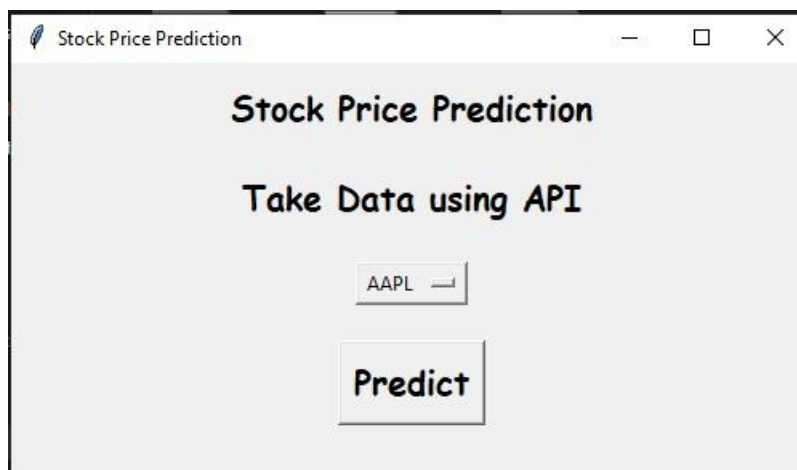 Stock Price Prediction
Stock Price Prediction
Take Data using API
AAPL
Predict